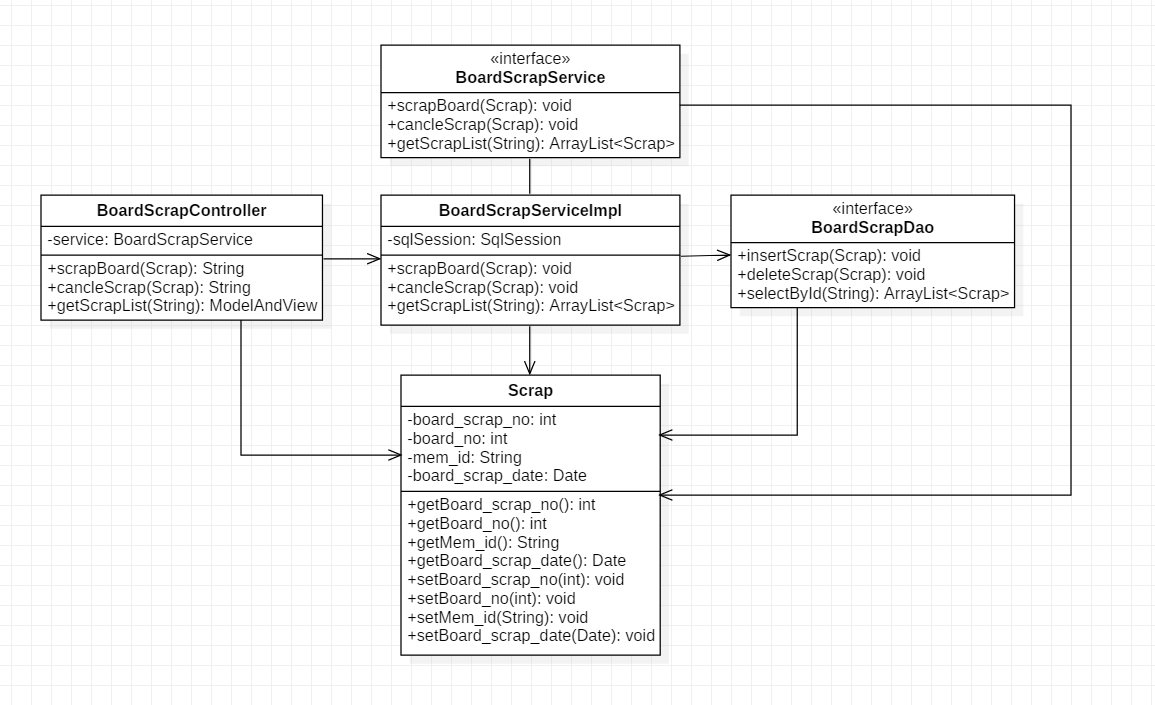 «interface»
BoardScrapService
+scrapBoard(Scrap): void
+cancleScrap(Scrap): void
+getScrapList(String): ArrayList<Scrap>
BoardScrapController
-service: BoardScrapService
+scrapBoard(Scrap): String
+cancleScrap(Scrap): String
+getScrapList(String): ModelAndView
BoardScrapServiceImpl
-sqlSession: SqlSession
+scrapBoard(Scrap): void
+cancleScrap(Scrap): void
+getScrapList(String): ArrayList<Scrap>
«interface»
BoardScrapDao
+insertScrap(Scrap): void
+deleteScrap(Scrap): void
+selectById(String): ArrayList<Scrap>
Scrap
-board_scrap_no: int
-board_no: int
-mem_id: String
-board_scrap_date: Date
+getBoard_scrap_no(): int
+getBoard_no(): int
+getMem_id(): String
+getBoard_scrap_date(): Date
+setBoard_scrap_no(int): void
+setBoard_no(int): void
+setMem_id(String): void
+setBoard_scrap_date(Date): void